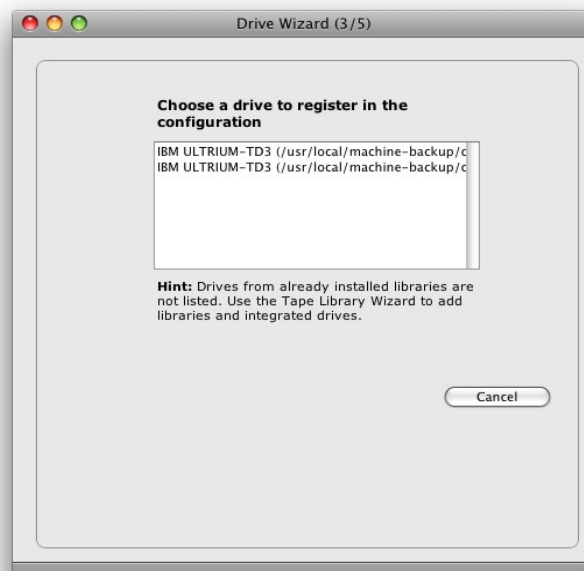 Drive Wizard (3/5)
Choose a drive to register in the
configuration
IBM ULTRIUM-TD3 (/usr/local/machine-backup/c
IBM ULTRIUM-TD3 (/usr/local/machine-backup/c
Hint: Drives from already installed libraries are
not listed. Use the Tape Library Wizard to add
libraries and integrated drives.
Cancel